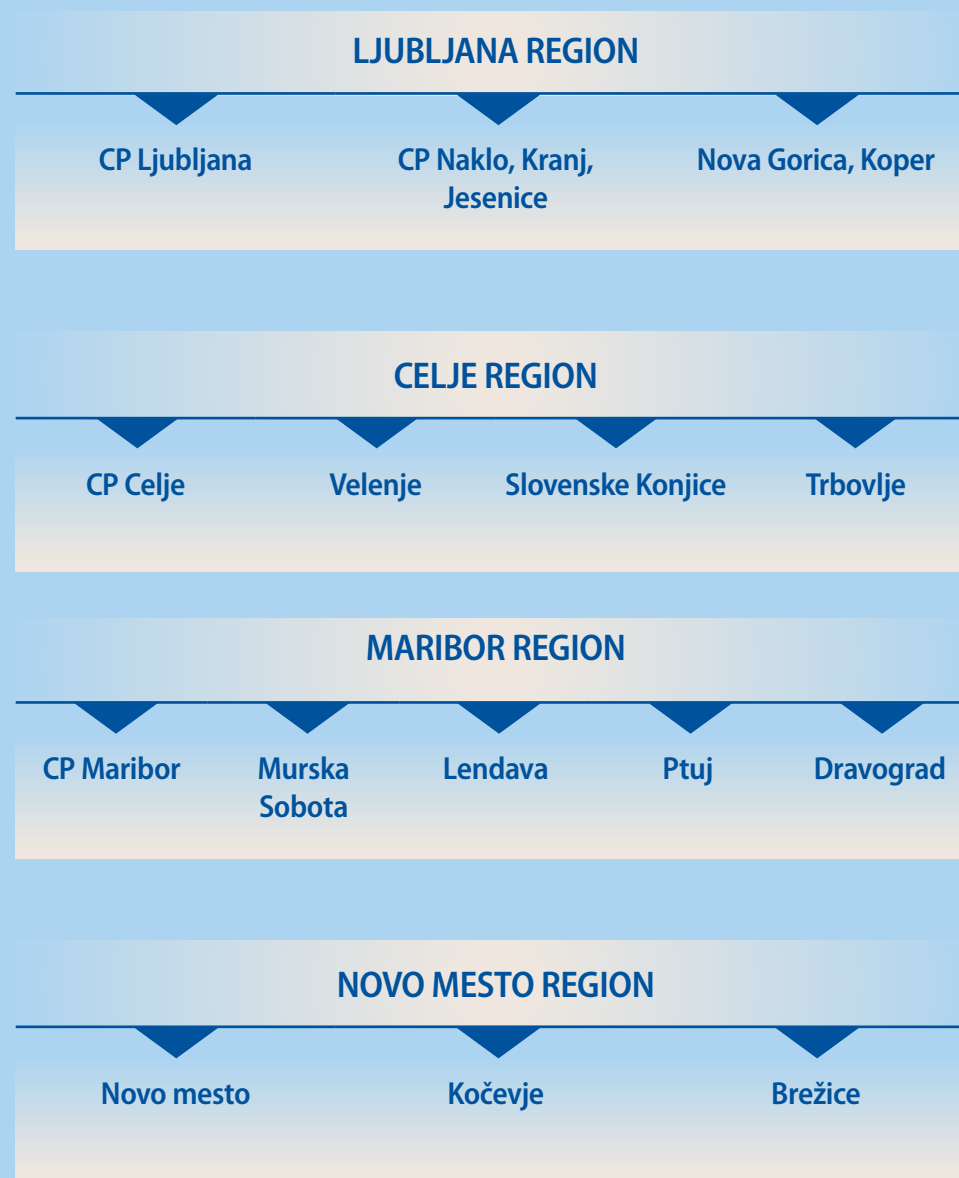 LJUBLJANA REGION
CP Ljubljana
CP Naklo, Kranj,
Jesenice
Nova Gorica, Koper
CELJE REGION
CP Celje
Velenje
Slovenske Konjice
Trbovlje
MARIBOR REGION
CP Maribor
Murska
Sobota
Lendava
Ptuj
Dravograd
NOVO MESTO REGION
Novo mesto
Kočevje
Brežice